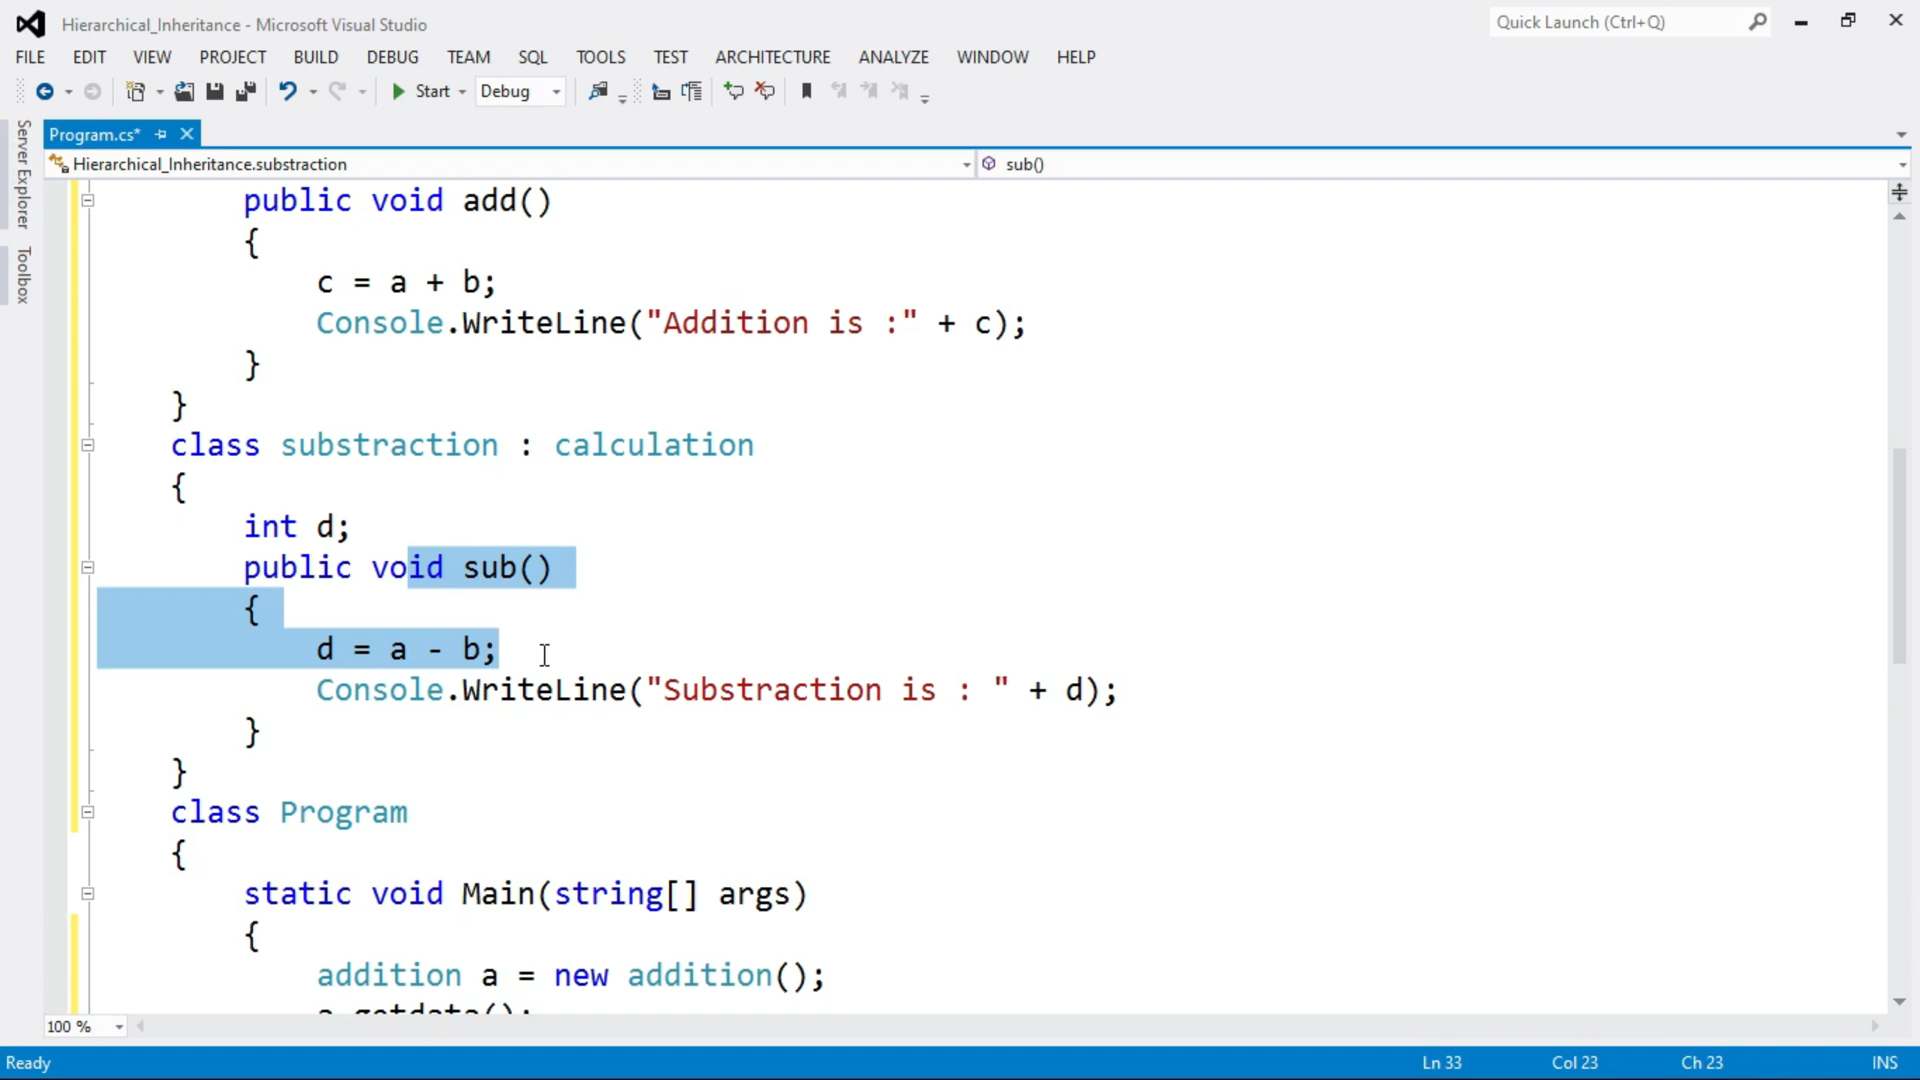 Hierarchical_Inheritance - Microsoft Visual Studio
Quick Launch (Ctrl+Q)
FILE EDIT VIEW PROJECT BUILD DEBUG TEAM SQL TOOLS TEST ARCHITECTURE ANALYZE WINDOW HELP
Start Debug
Server Explorer
Toolbox
Program.cs*
Hierarchical_Inheritance.substraction
sub()
public void add()
{
c = a + b;
Console.WriteLine("Addition is :" + c);
}
}
class substraction : calculation
{
int d;
public void sub()
{
d = a - b;
Console.WriteLine("Substraction is : " + d);
}
}
class Program
{
static void Main(string[] args)
{
addition a = new addition();
a.getdata();
100 %
Ready
Ln 33 Col 23 Ch 23 INS